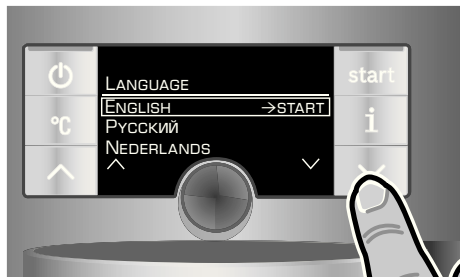 LANGUAGE
ENGLISH →START
РУССКИЙ
NEDERLANDS
°C
start
i